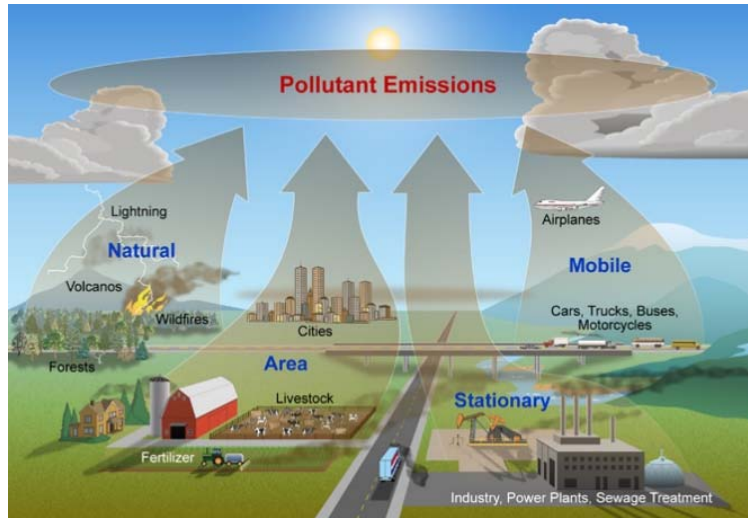 Pollutant Emissions
Lightning
Natural
Volcanos
Wildfires
Forests
Airplanes
Mobile
Cars, Trucks, Buses,
Motorcycles
Cities
Area
Livestock
Fertilizer
Stationary
Industry, Power Plants, Sewage Treatment